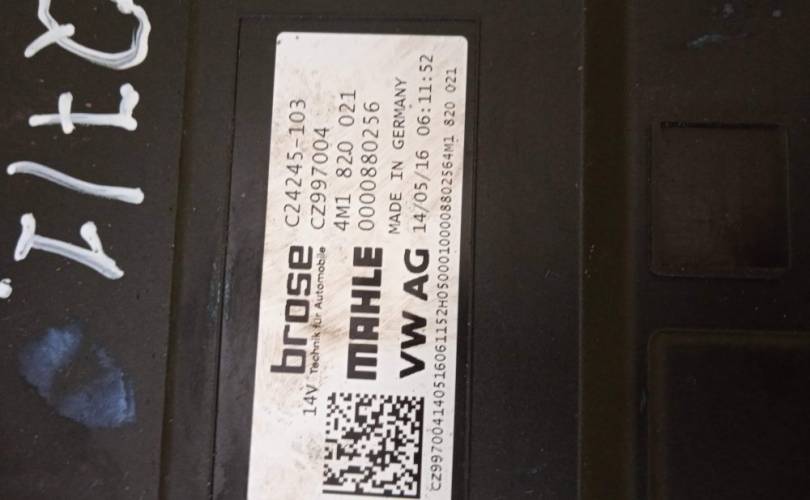 brose C24245-103
14V Technik für Automobile CZ997004
4M1 820 021
MAHLE 0000880256
MADE IN GERMANY
VW AG 14/05/16 06:11:52
CZ997004140516061152H050001000008802564M1 820 021